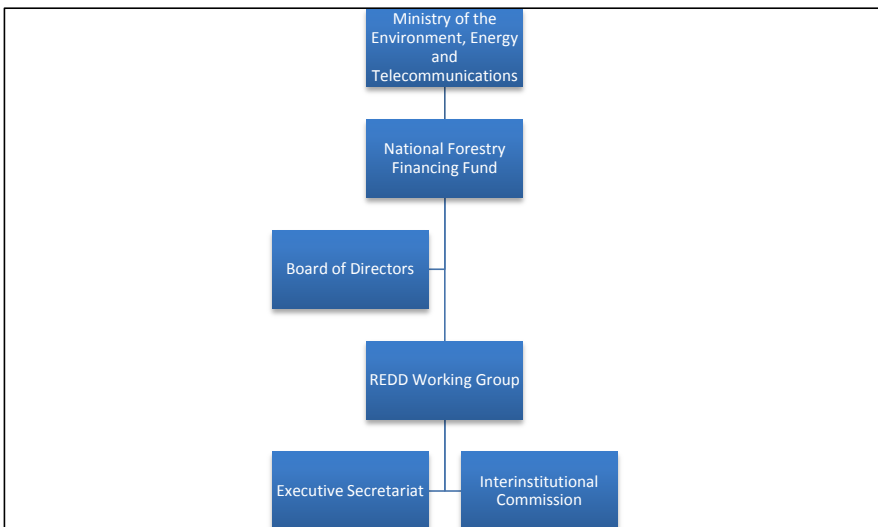 Ministry of the
Environment, Energy
and
Telecommunications
National Forestry
Financing Fund
Board of Directors
REDD Working Group
Executive Secretariat
Interinstitutional
Commission